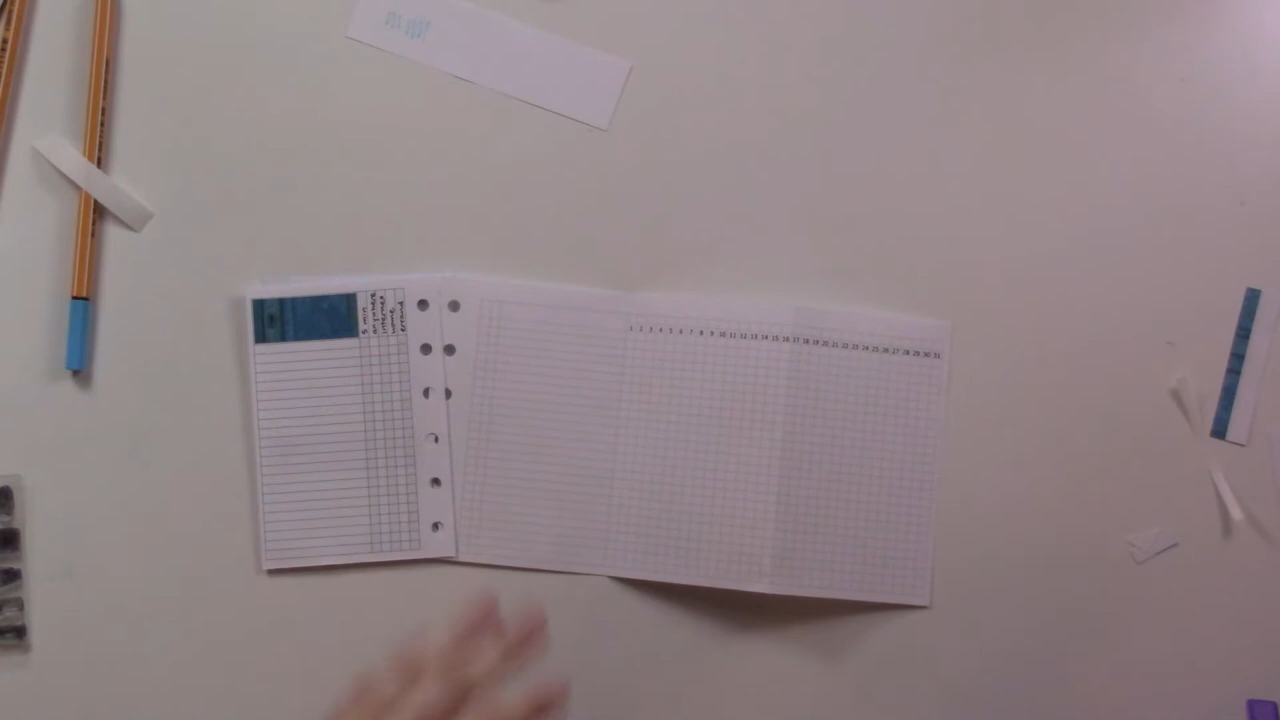 5 min
anywhere
internet
home
errand
1 2 3 4 5 6 7 8 9 10 11 12 13 14 15 16 17 18 19 20 21 22 23 24 25 26 27 28 29 30 31